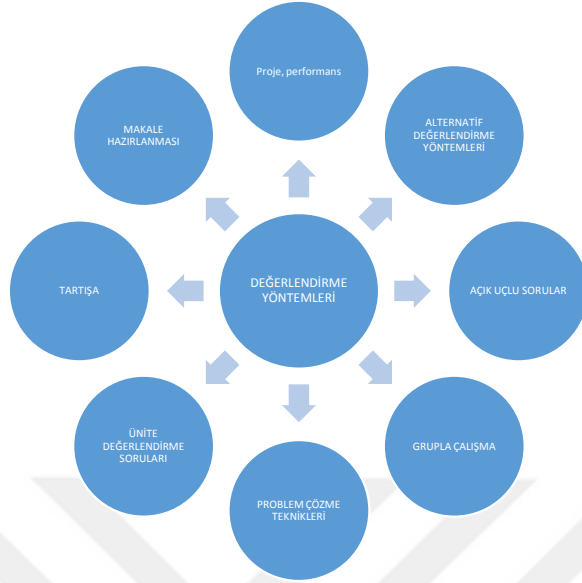 Proje, performans
ALTERNATİF
DEĞERLENDİRME
YÖNTEMLERİ
AÇIK UÇLU SORULAR
GRUPLA ÇALIŞMA
PROBLEM ÇÖZME
TEKNİKLERİ
ÜNİTE
DEĞERLENDİRME
SORULARI
TARTIŞA
MAKALE
HAZIRLANMASI
DEĞERLENDİRME
YÖNTEMLERİ